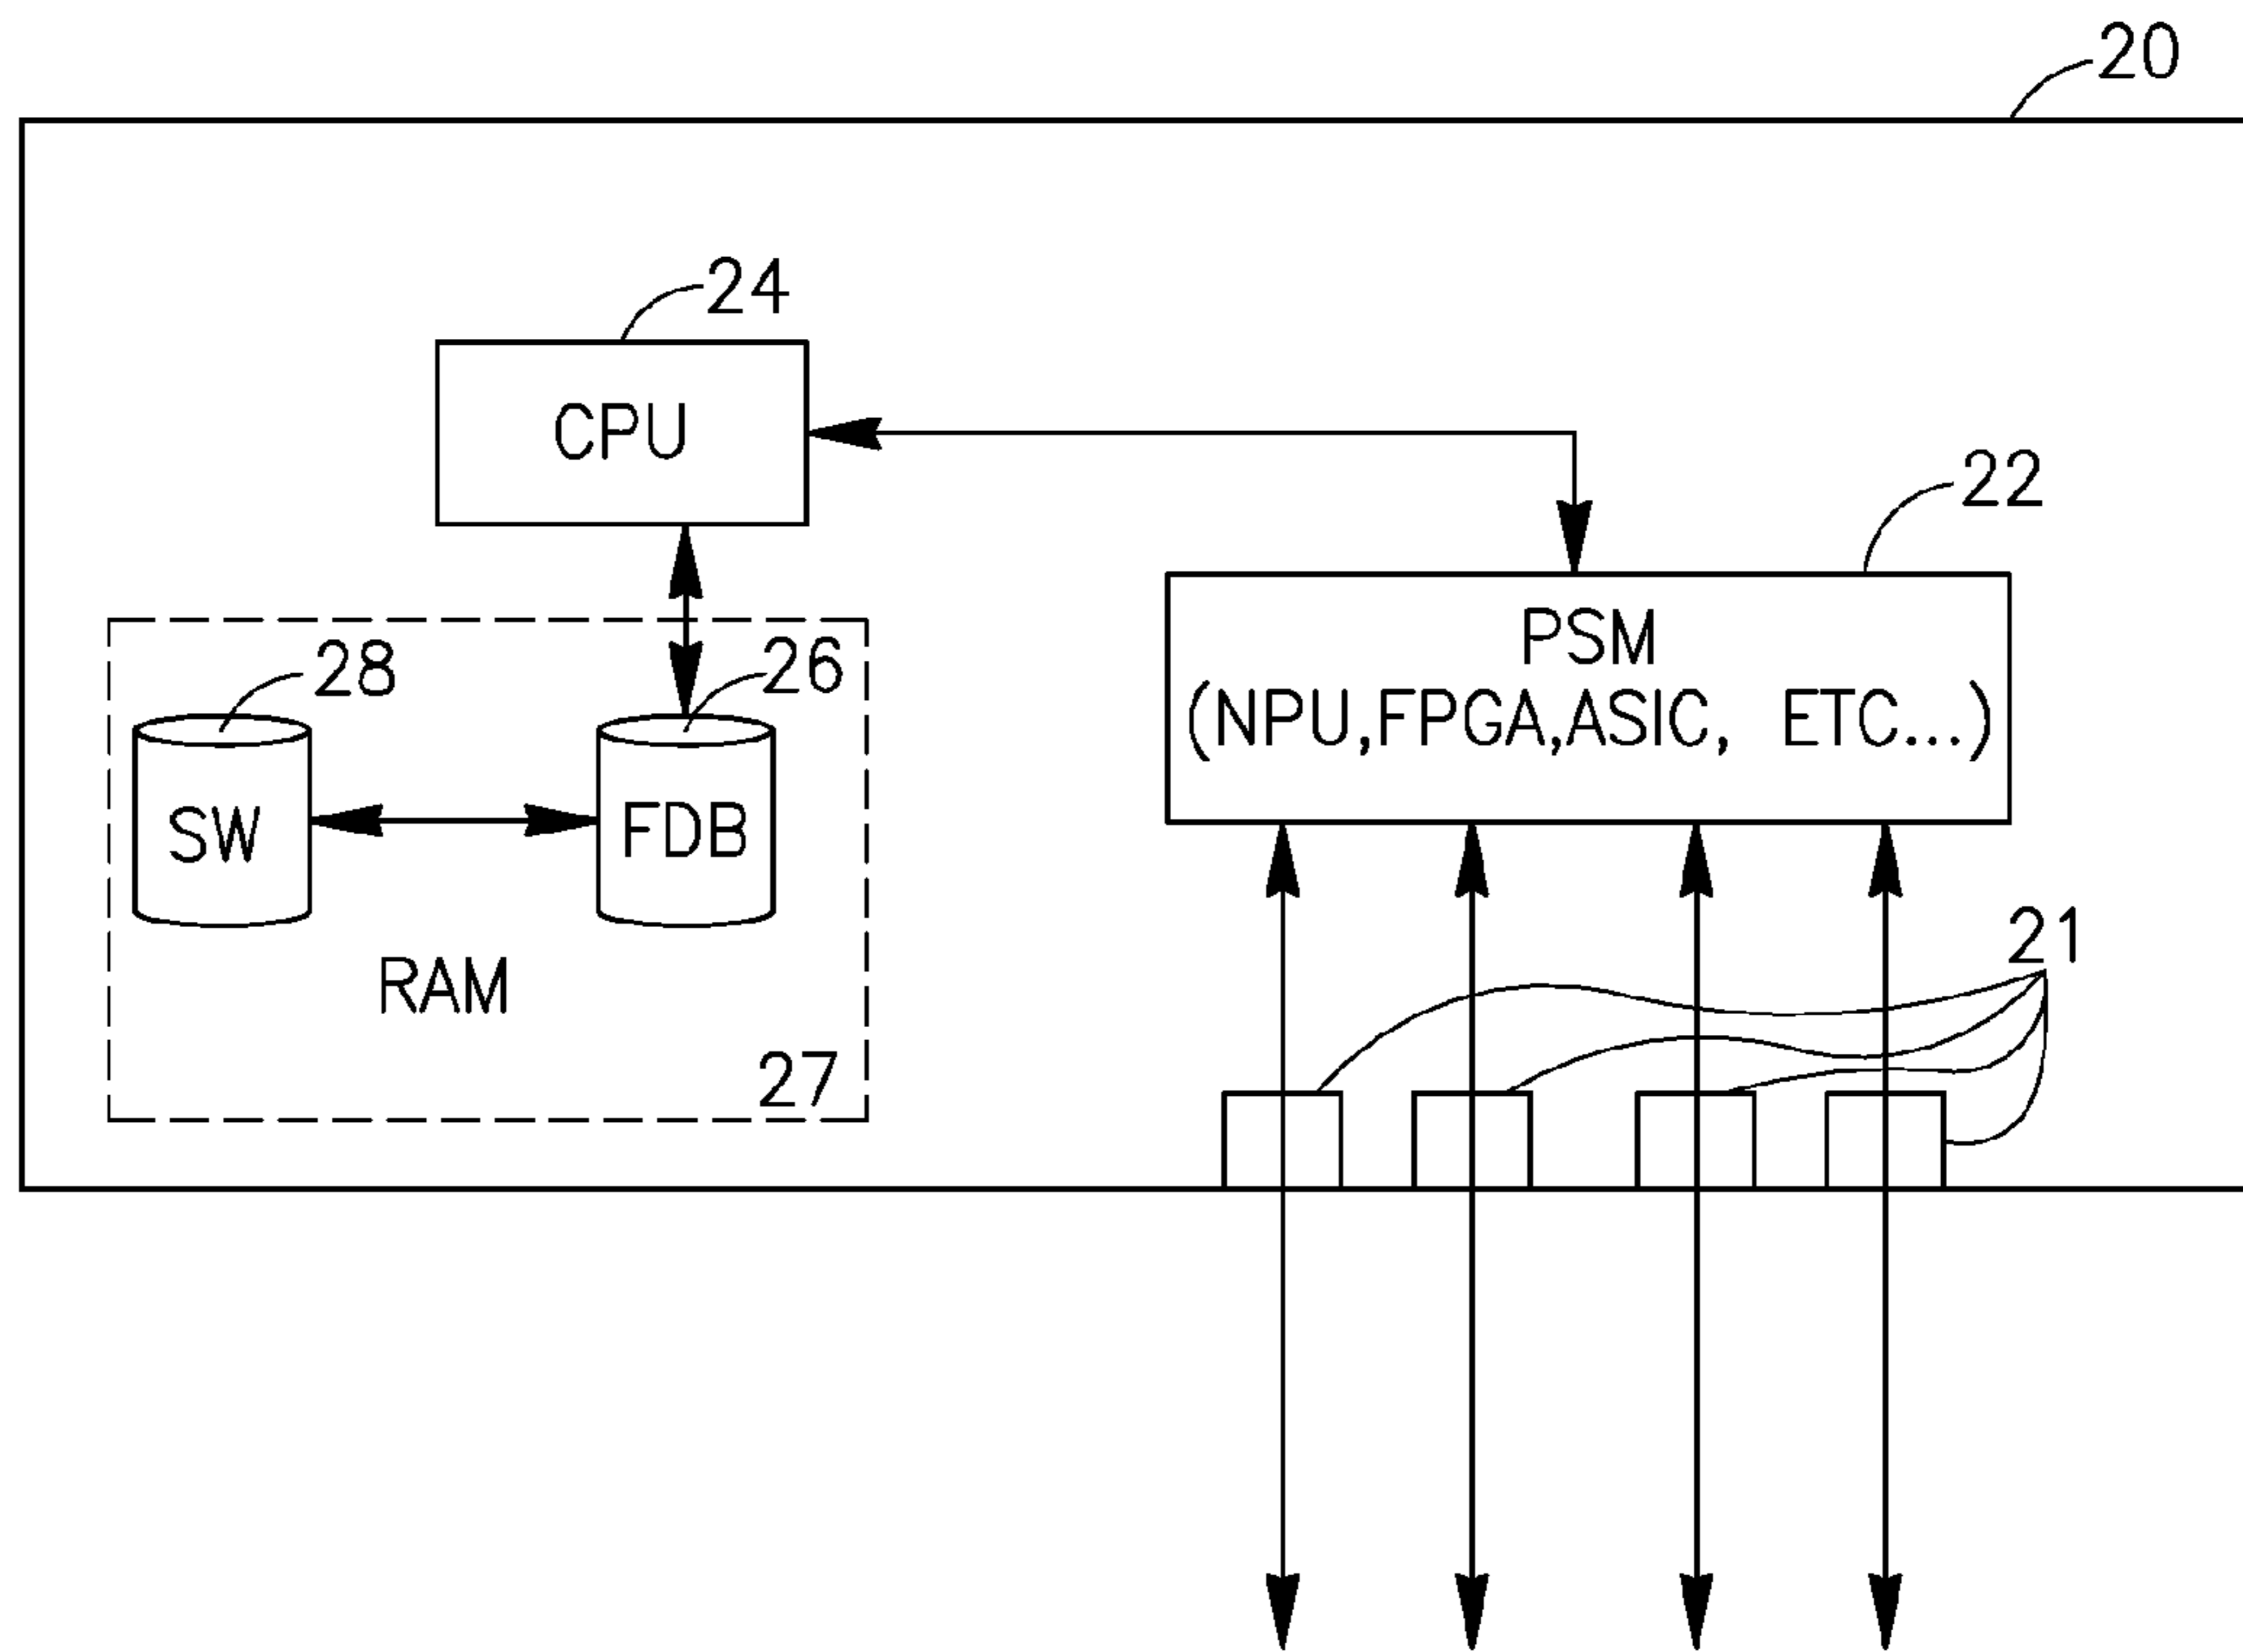 20
24
CPU
22
PSM
(NPU,FPGA,ASIC, ETC...)
28
26
SW
FDB
RAM
27
21